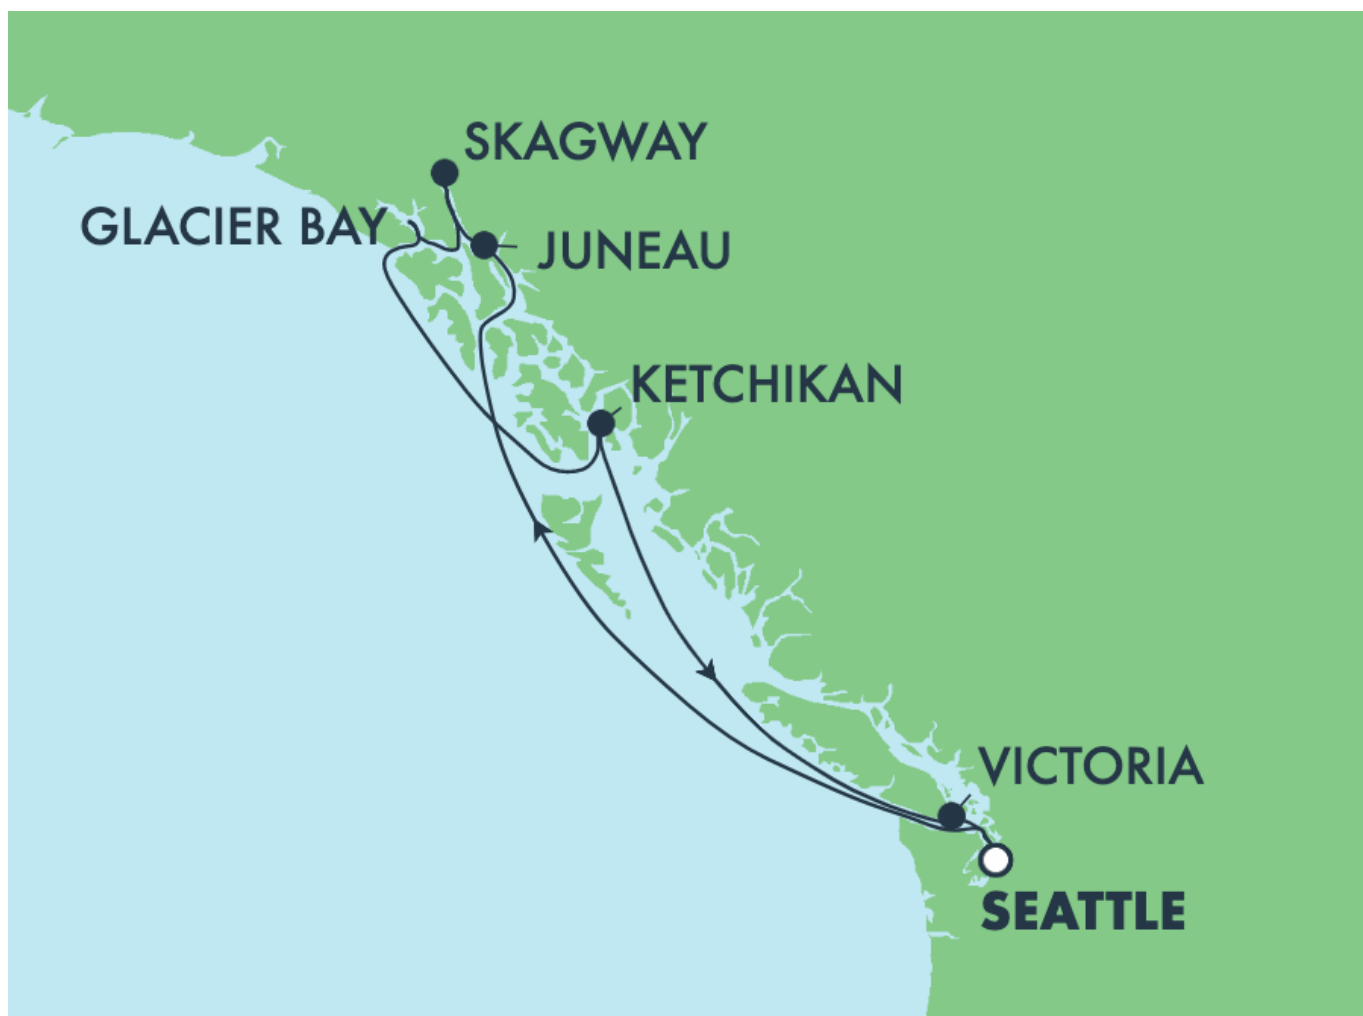 SKAGWAY
GLACIER BAY
JUNEAU
KETCHIKAN
VICTORIA
SEATTLE